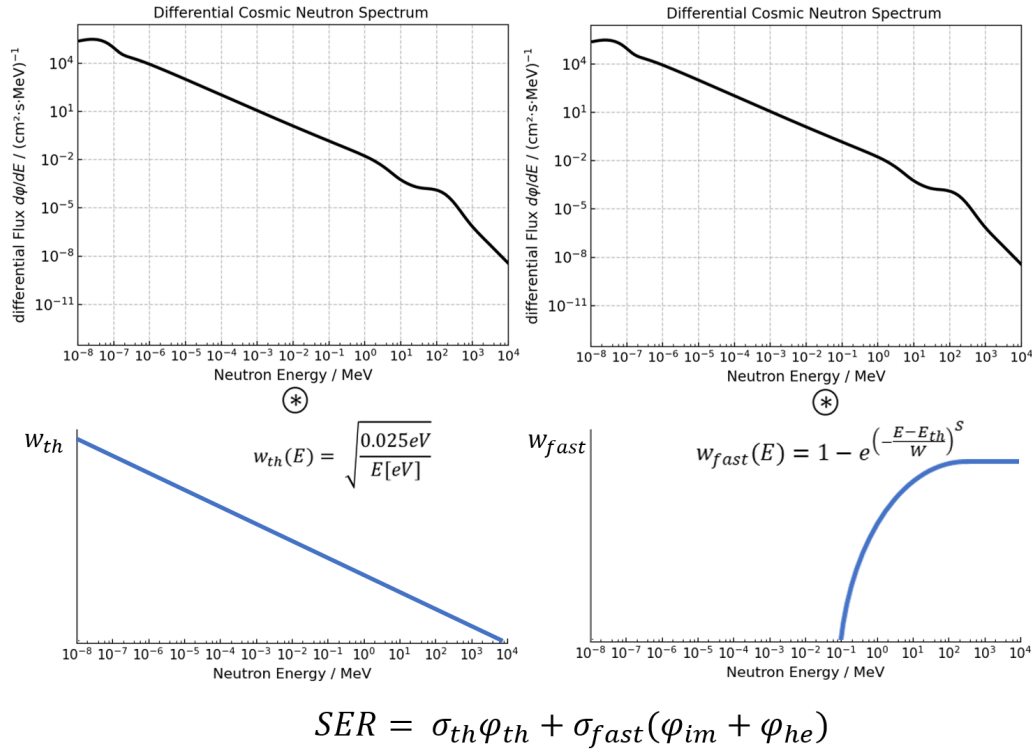 Differential Cosmic Neutron Spectrum
differential Flux dφ/dE / (cm²·s·MeV)⁻¹
10⁴
10¹
10⁻²
10⁻⁵
10⁻⁸
10⁻¹¹
10⁻⁸ 10⁻⁷ 10⁻⁶ 10⁻⁵ 10⁻⁴ 10⁻³ 10⁻² 10⁻¹ 10⁰ 10¹ 10² 10³ 10⁴
Neutron Energy / MeV
Differential Cosmic Neutron Spectrum
differential Flux dφ/dE / (cm²·s·MeV)⁻¹
10⁴
10¹
10⁻²
10⁻⁵
10⁻⁸
10⁻¹¹
10⁻⁸ 10⁻⁷ 10⁻⁶ 10⁻⁵ 10⁻⁴ 10⁻³ 10⁻² 10⁻¹ 10⁰ 10¹ 10² 10³ 10⁴
Neutron Energy / MeV
⊛
⊛
w_th
w_th(E) = √(0.025eV / E[eV])
10⁻⁸ 10⁻⁷ 10⁻⁶ 10⁻⁵ 10⁻⁴ 10⁻³ 10⁻² 10⁻¹ 10⁰ 10¹ 10² 10³ 10⁴
Neutron Energy / MeV
w_fast
w_fast(E) = 1 − e^(−(E−E_th)/W)^S
10⁻⁸ 10⁻⁷ 10⁻⁶ 10⁻⁵ 10⁻⁴ 10⁻³ 10⁻² 10⁻¹ 10⁰ 10¹ 10² 10³ 10⁴
Neutron Energy / MeV
SER = σ_th φ_th + σ_fast(φ_im + φ_he)